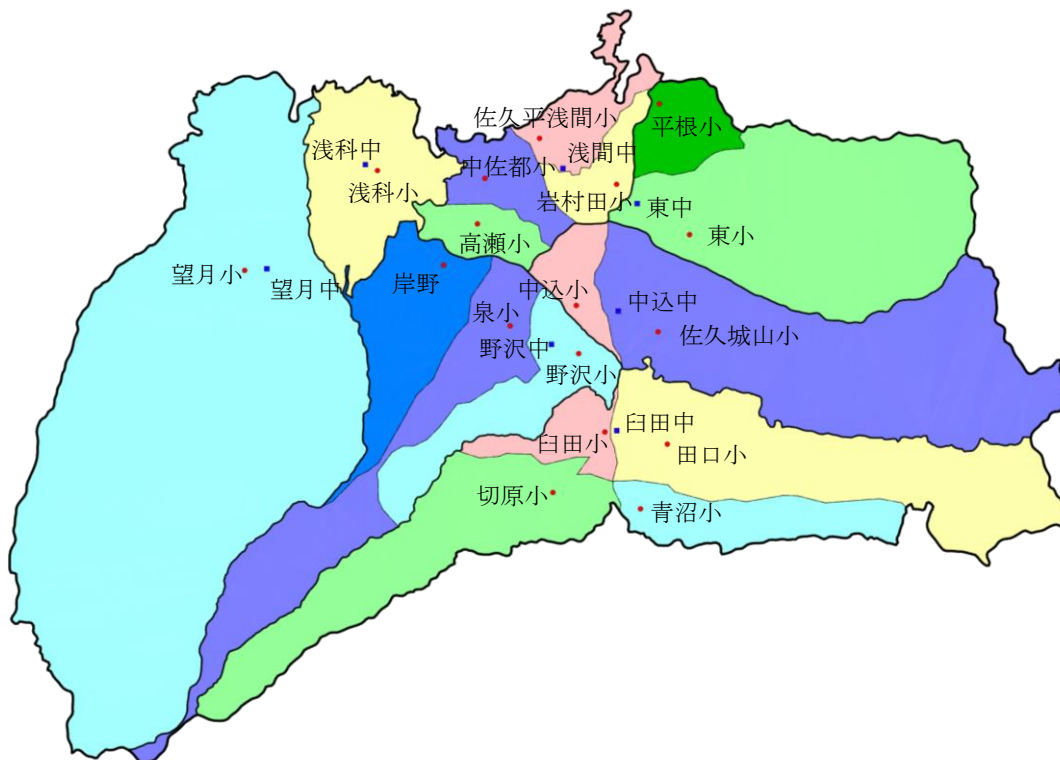 佐久平浅間小
平根小
浅科中
浅間中
中佐都小
浅科小
岩村田小
東中
東小
高瀬小
望月小
望月中
岸野
中込小
泉小
中込中
佐久城山小
野沢中
野沢小
臼田中
臼田小
田口小
切原小
青沼小